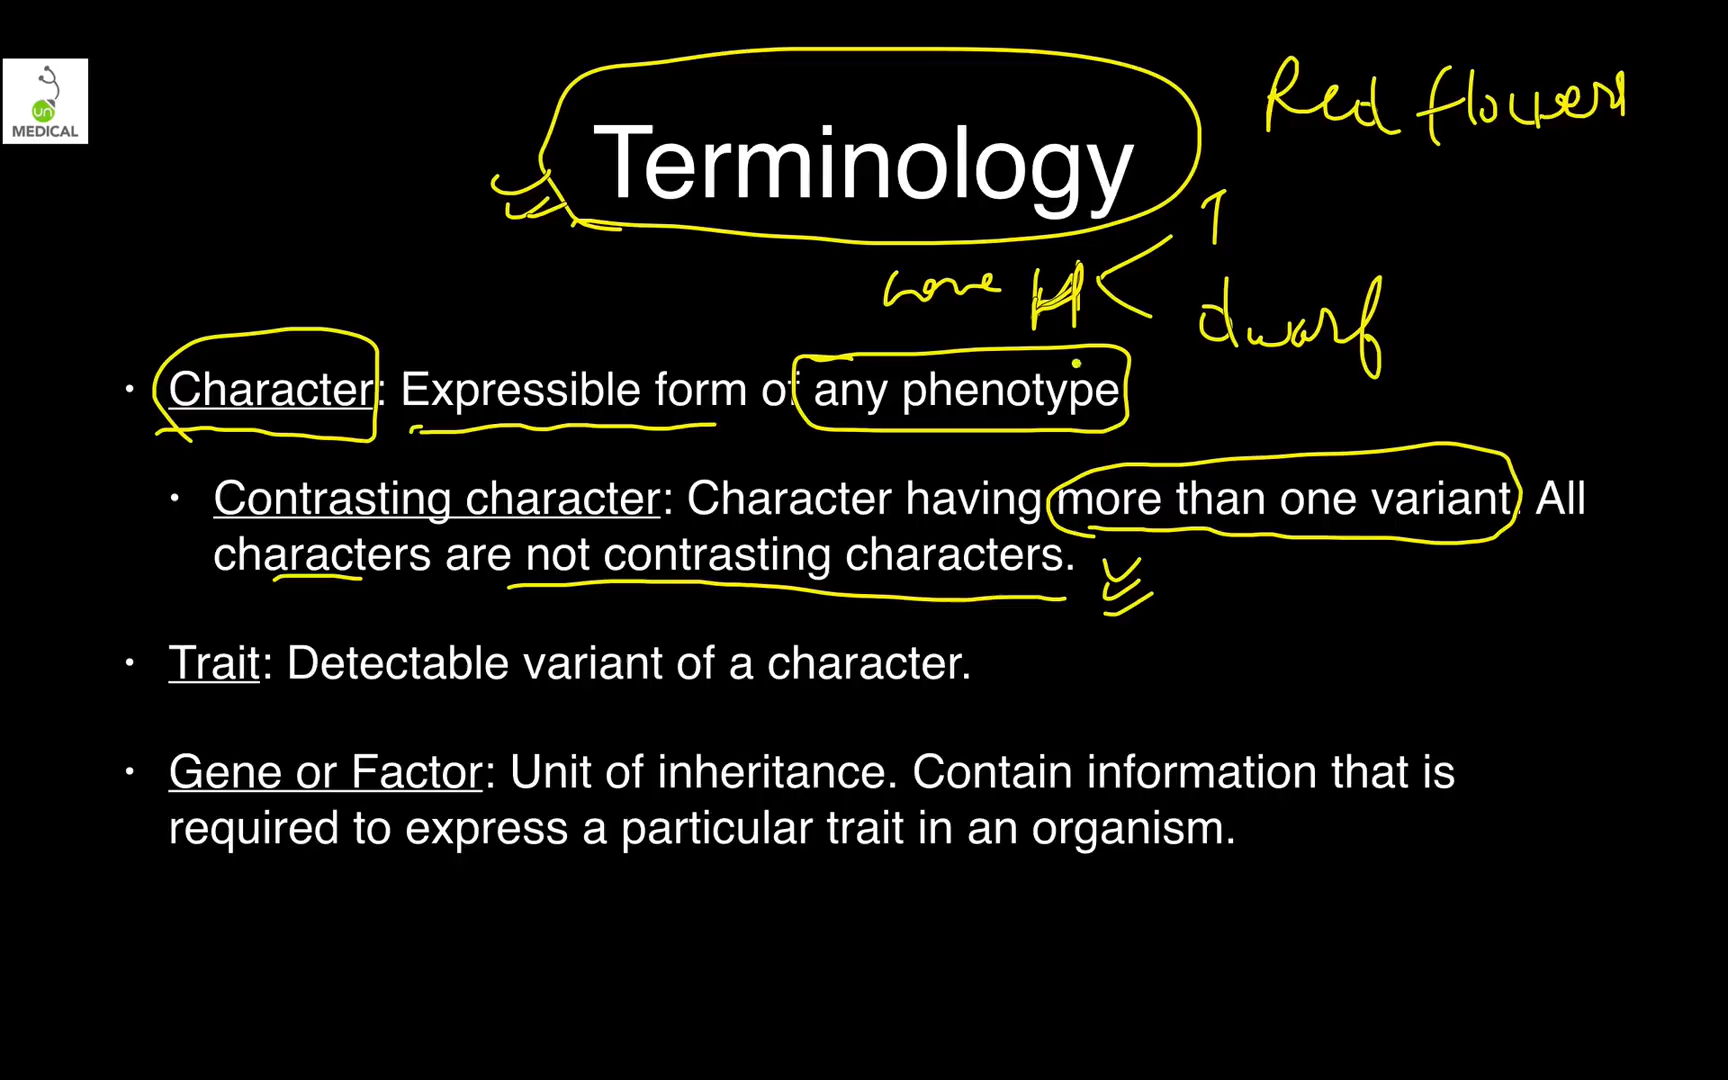 un
MEDICAL
Red flowers
Terminology
T
dwarf
Character: Expressible form of any phenotype
Contrasting character: Character having more than one variant. All
characters are not contrasting characters.
Trait: Detectable variant of a character.
Gene or Factor: Unit of inheritance. Contain information that is
required to express a particular trait in an organism.